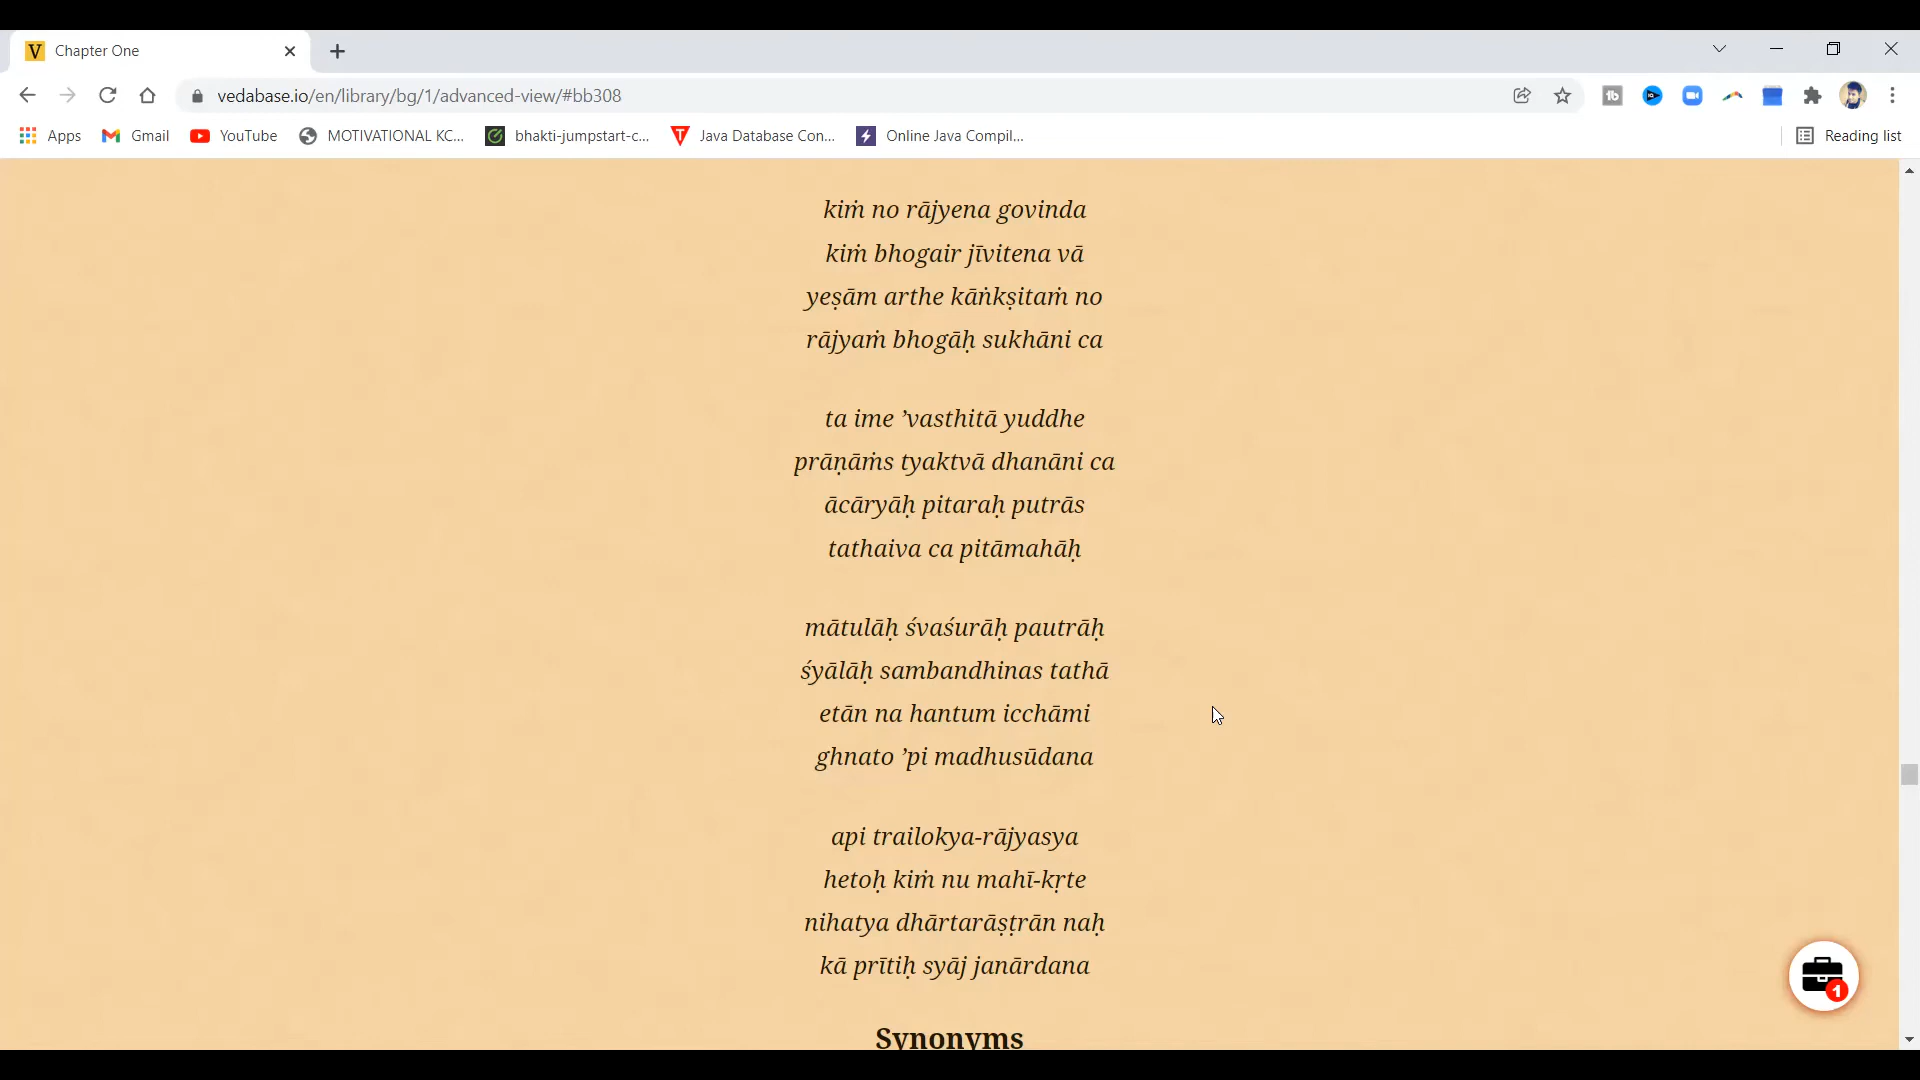 Chapter One
vedabase.io/en/library/bg/1/advanced-view/#bb308
Apps
Gmail
YouTube
MOTIVATIONAL KC...
bhakti-jumpstart-c...
Java Database Con...
Online Java Compil...
Reading list
kiṁ no rājyena govinda
kiṁ bhogair jīvitena vā
yeṣām arthe kāṅkṣitaṁ no
rājyaṁ bhogāḥ sukhāni ca
ta ime ’vasthitā yuddhe
prāṇāṁs tyaktvā dhanāni ca
ācāryāḥ pitaraḥ putrās
tathaiva ca pitāmahāḥ
mātulāḥ śvaśurāḥ pautrāḥ
śyālāḥ sambandhinas tathā
etān na hantum icchāmi
ghnato ’pi madhusūdana
api trailokya-rājyasya
hetoḥ kiṁ nu mahī-kṛte
nihatya dhārtarāṣṭrān naḥ
kā prītiḥ syāj janārdana
1
Synonyms